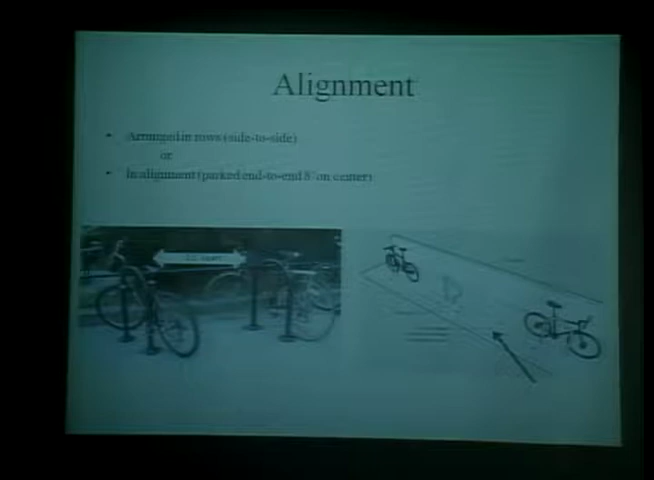 Alignment
• Arranged in rows (side-to-side)
or
• In alignment (parked end-to-end 8' on center)